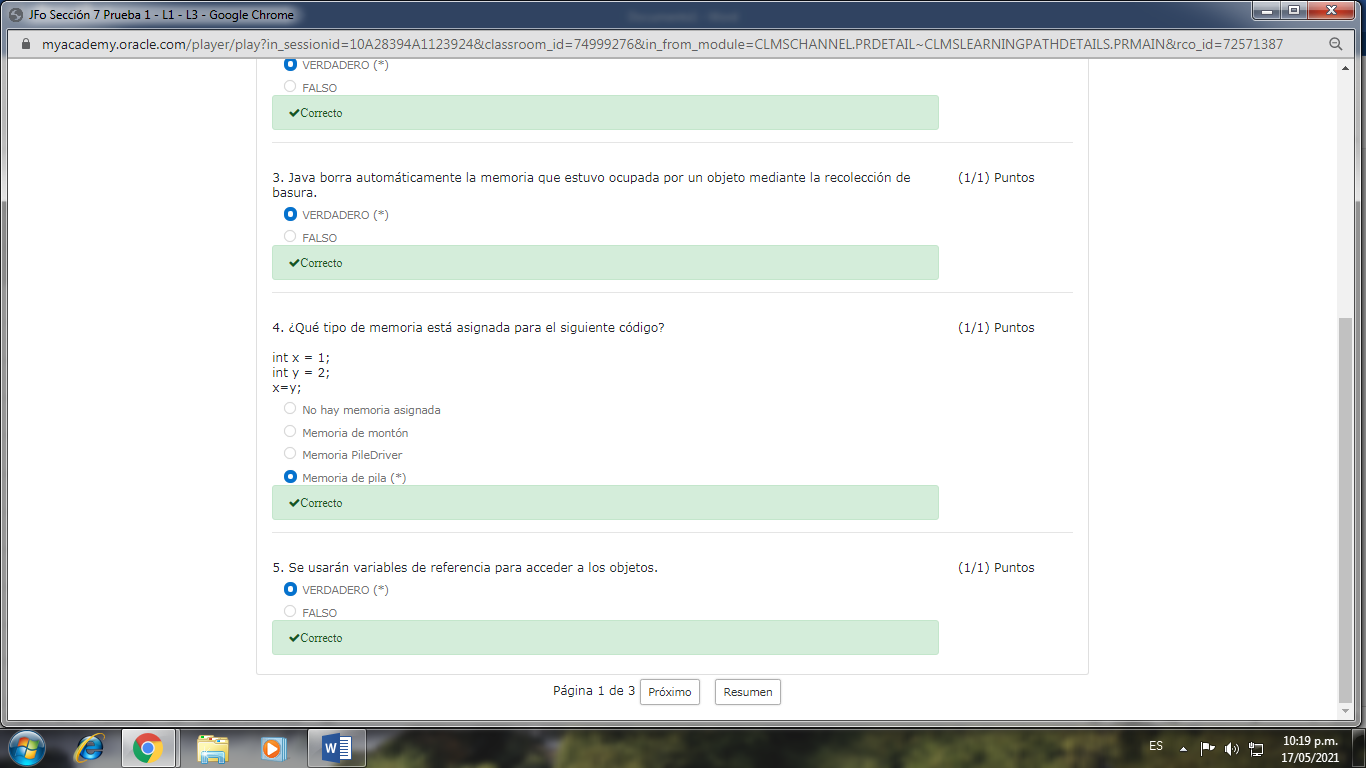 JFo Sección 7 Prueba 1 - L1 - L3 - Google Chrome
myacademy.oracle.com/player/play?in_sessionid=10A28394A1123924&classroom_id=74999276&in_from_module=CLMSCHANNEL.PRDETAIL~CLMSLEARNINGPATHDETAILS.PRMAIN&rco_id=72571387
VERDADERO (*)
FALSO
✔Correcto
3. Java borra automáticamente la memoria que estuvo ocupada por un objeto mediante la recolección de
basura.
(1/1) Puntos
VERDADERO (*)
FALSO
✔Correcto
4. ¿Qué tipo de memoria está asignada para el siguiente código?
(1/1) Puntos
int x = 1;
int y = 2;
x=y;
No hay memoria asignada
Memoria de montón
Memoria PileDriver
Memoria de pila (*)
✔Correcto
5. Se usarán variables de referencia para acceder a los objetos.
(1/1) Puntos
VERDADERO (*)
FALSO
✔Correcto
Página 1 de 3 Próximo Resumen
ES
10:19 p.m.
17/05/2021